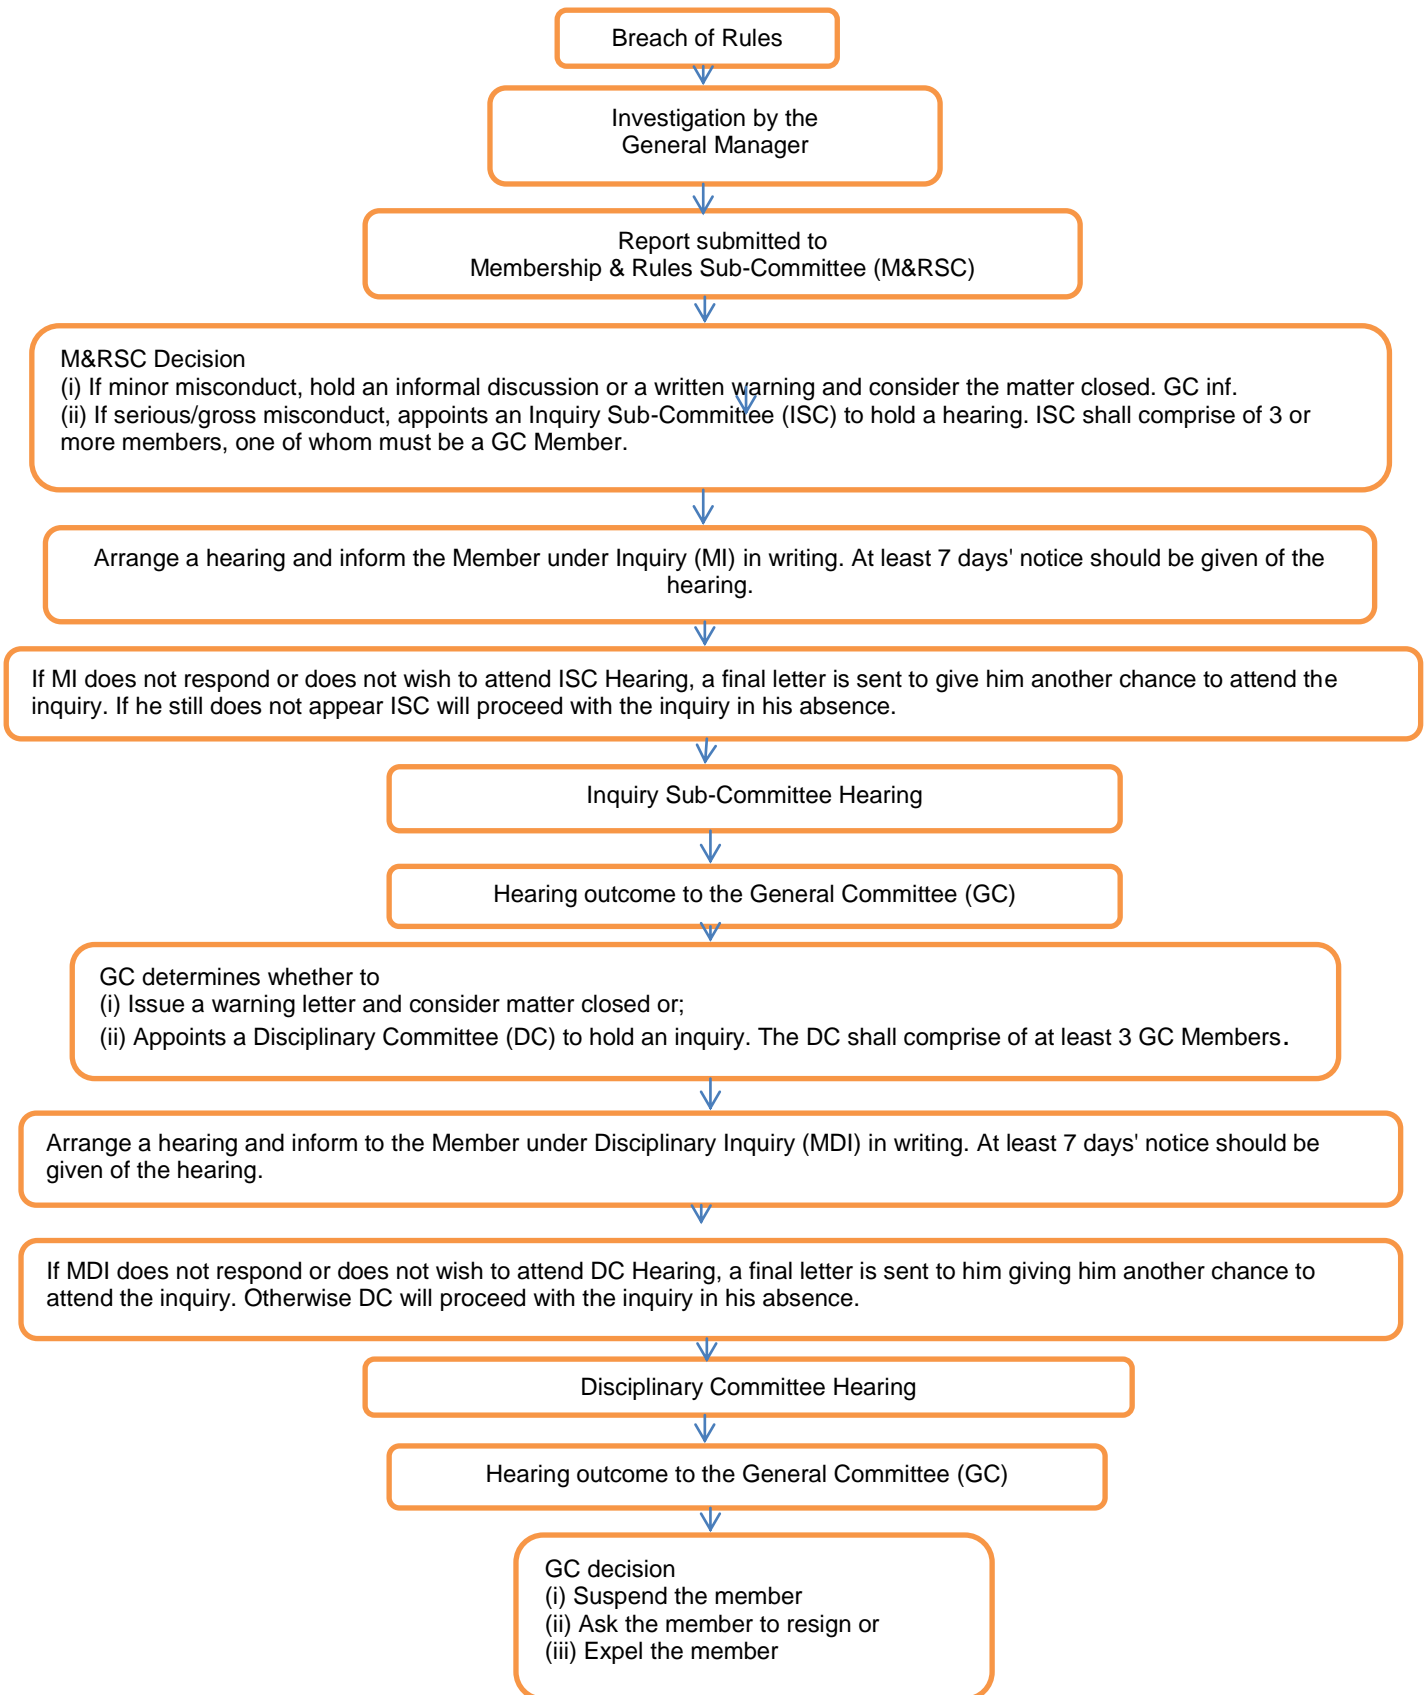 Breach of Rules
Investigation by the
General Manager
Report submitted to
Membership & Rules Sub-Committee (M&RSC)
M&RSC Decision
(i) If minor misconduct, hold an informal discussion or a written warning and consider the matter closed. GC inf.
(ii) If serious/gross misconduct, appoints an Inquiry Sub-Committee (ISC) to hold a hearing. ISC shall comprise of 3 or
more members, one of whom must be a GC Member.
Arrange a hearing and inform the Member under Inquiry (MI) in writing. At least 7 days' notice should be given of the
hearing.
If MI does not respond or does not wish to attend ISC Hearing, a final letter is sent to give him another chance to attend the
inquiry. If he still does not appear ISC will proceed with the inquiry in his absence.
Inquiry Sub-Committee Hearing
Hearing outcome to the General Committee (GC)
GC determines whether to
(i) Issue a warning letter and consider matter closed or;
(ii) Appoints a Disciplinary Committee (DC) to hold an inquiry. The DC shall comprise of at least 3 GC Members.
Arrange a hearing and inform to the Member under Disciplinary Inquiry (MDI) in writing. At least 7 days' notice should be
given of the hearing.
If MDI does not respond or does not wish to attend DC Hearing, a final letter is sent to him giving him another chance to
attend the inquiry. Otherwise DC will proceed with the inquiry in his absence.
Disciplinary Committee Hearing
Hearing outcome to the General Committee (GC)
GC decision
(i) Suspend the member
(ii) Ask the member to resign or
(iii) Expel the member